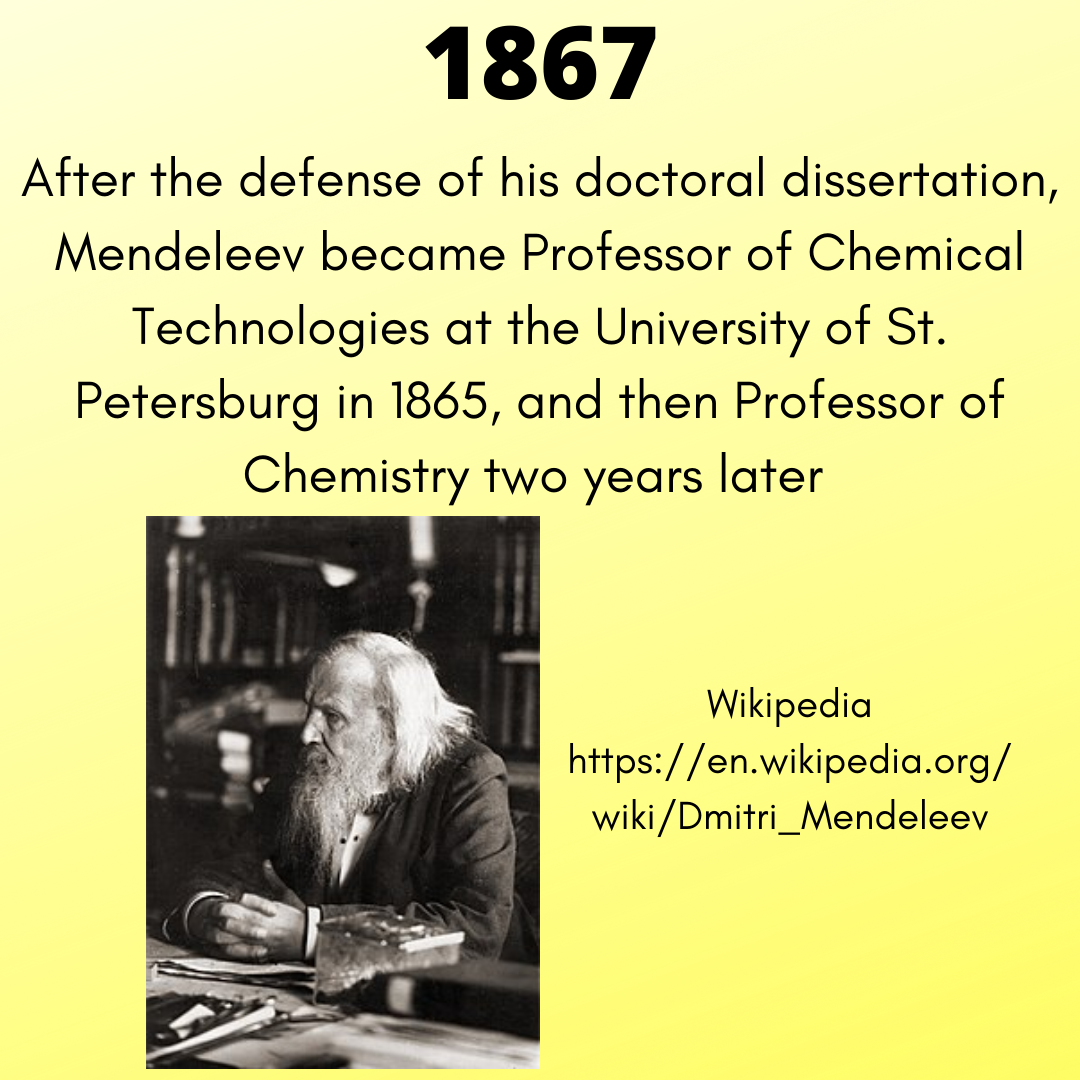 1867
After the defense of his doctoral dissertation,
Mendeleev became Professor of Chemical
Technologies at the University of St.
Petersburg in 1865, and then Professor of
Chemistry two years later
Wikipedia
https://en.wikipedia.org/
wiki/Dmitri_Mendeleev